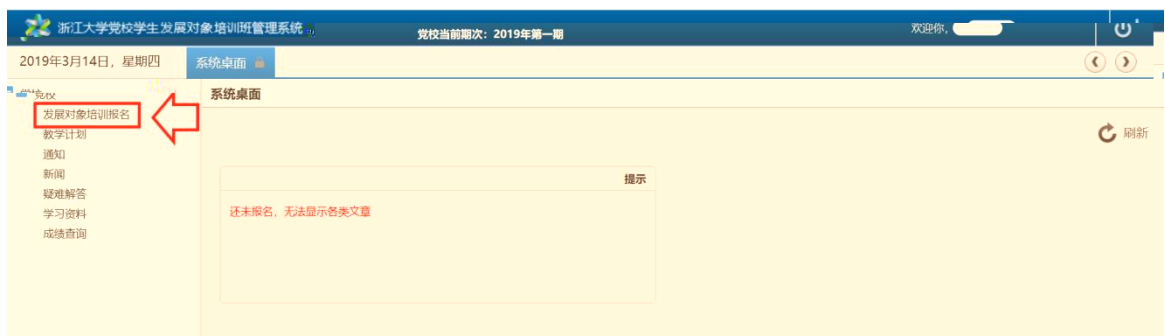 浙江大学党校学生发展对象培训班管理系统
党校当前期次：2019年第一期
欢迎你，
2019年3月14日，星期四
系统桌面
学党校
系统桌面
发展对象培训报名
教学计划
刷新
通知
新闻
提示
疑难解答
学习资料
还未报名，无法显示各类文章
成绩查询